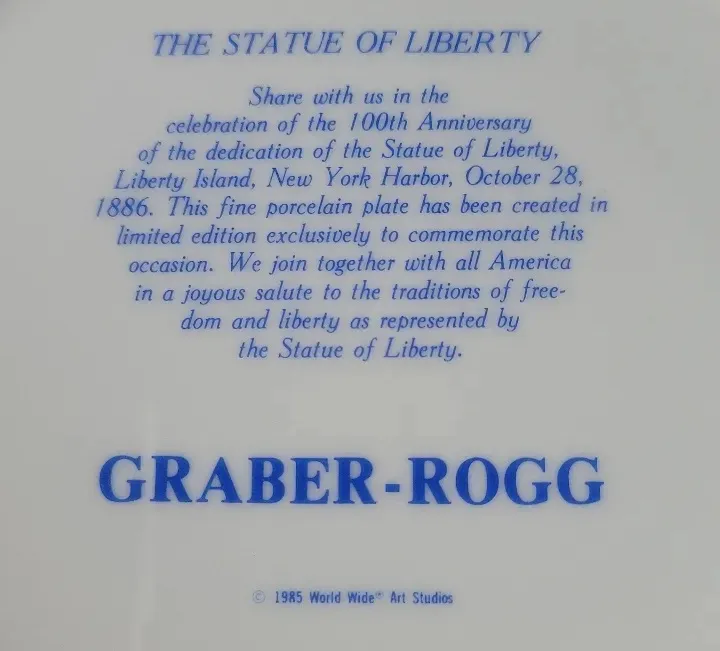 THE STATUE OF LIBERTY
Share with us in the
celebration of the 100th Anniversary
of the dedication of the Statue of Liberty,
Liberty Island, New York Harbor, October 28,
1886. This fine porcelain plate has been created in
limited edition exclusively to commemorate this
occasion. We join together with all America
in a joyous salute to the traditions of free-
dom and liberty as represented by
the Statue of Liberty.
GRABER-ROGG
© 1985 World Wide® Art Studios